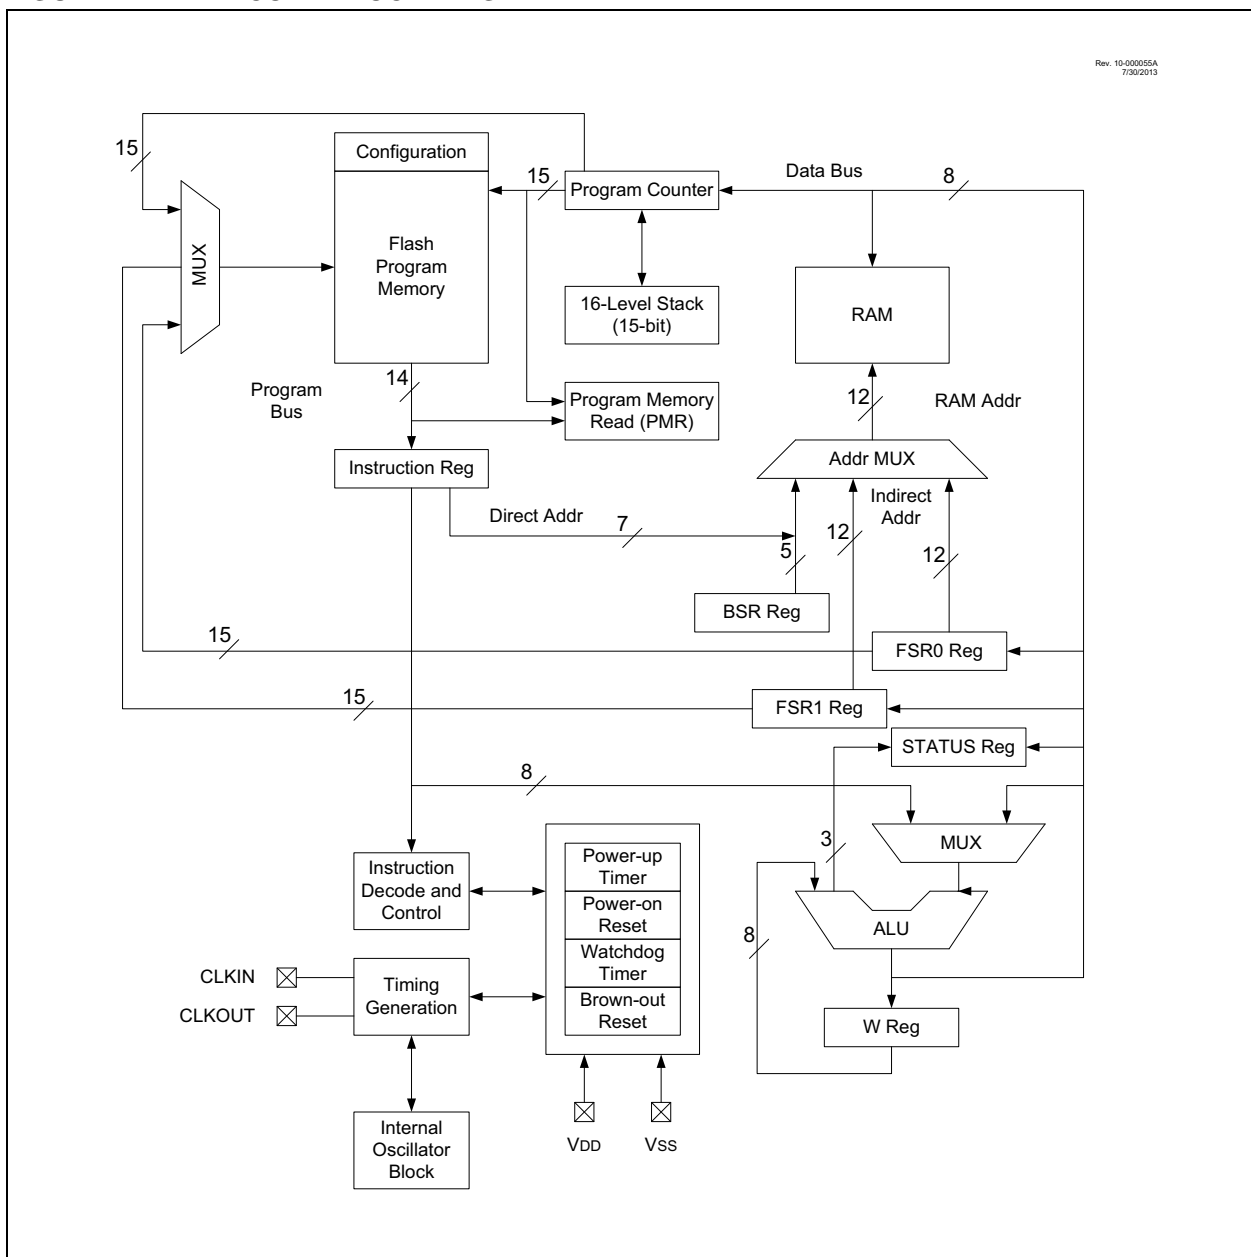 Rev. 10-000055A
7/30/2013
15
Configuration
15
Program Counter
Data Bus
8
MUX
Flash
Program
Memory
16-Level Stack
(15-bit)
RAM
Program
Bus
14
Program Memory
Read (PMR)
12
RAM Addr
Instruction Reg
Addr MUX
Direct Addr
7
Indirect
Addr
12
5
12
BSR Reg
15
FSR0 Reg
15
FSR1 Reg
STATUS Reg
8
3
MUX
Instruction
Decode and
Control
Power-up
Timer
Power-on
Reset
Watchdog
Timer
Brown-out
Reset
8
ALU
CLKIN
CLKOUT
Timing
Generation
W Reg
Internal
Oscillator
Block
VDD
VSS